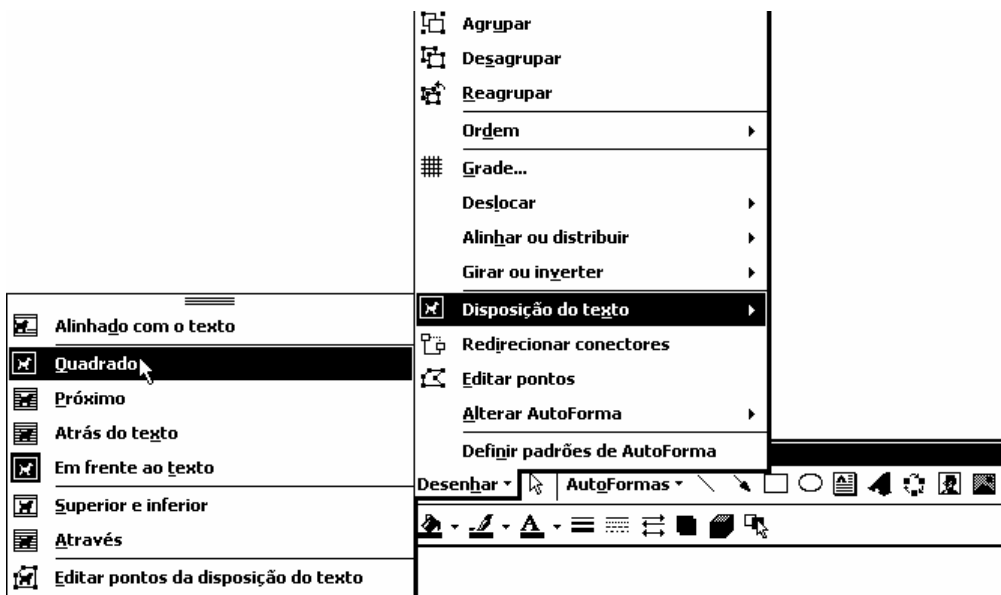 Agrupar
Desagrupar
Reagrupar
Ordem
Grade...
Deslocar
Alinhar ou distribuir
Girar ou inverter
Disposição do texto
Redirecionar conectores
Editar pontos
Alterar AutoForma
Definir padrões de AutoForma
Alinhado com o texto
Quadrado
Próximo
Atrás do texto
Em frente ao texto
Superior e inferior
Através
Editar pontos da disposição do texto
Desenhar AutoFormas
A